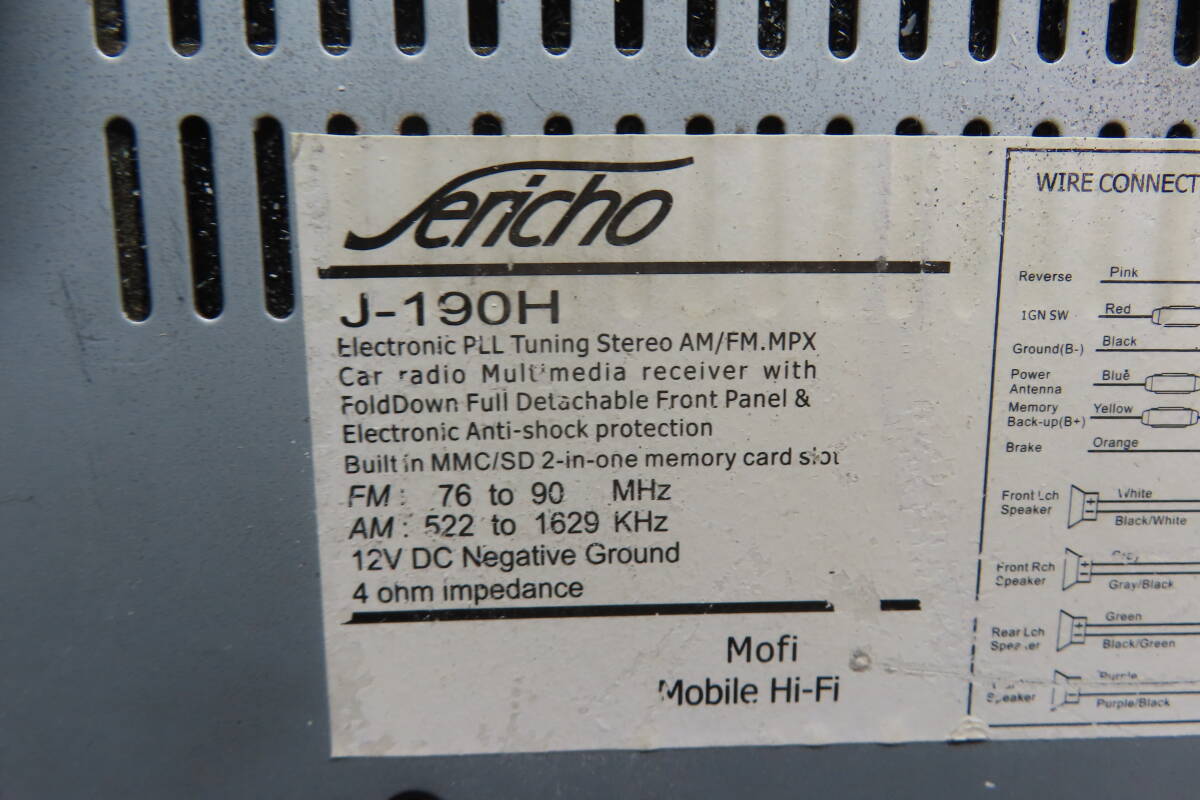 Jericho
J-190H
Electronic PLL Tuning Stereo AM/FM.MPX
Car radio Multimedia receiver with
FoldDown Full Detachable Front Panel &
Electronic Anti-shock protection
Built in MMC/SD 2-in-one memory card slot
FM : 76 to 90 MHz
AM : 522 to 1629 KHz
12V DC Negative Ground
4 ohm impedance
Mofi
Mobile Hi-Fi
WIRE CONNECT
Reverse Pink
IGN SW Red
Ground(B-) Black
Power Blue
Antenna
Memory Yellow
Back-up(B+)
Brake Orange
Front Lch White
Speaker Black/White
Front Rch Gray
Speaker Gray/Black
Rear Lch Green
Speaker Black/Green
Purple
Speaker Purple/Black